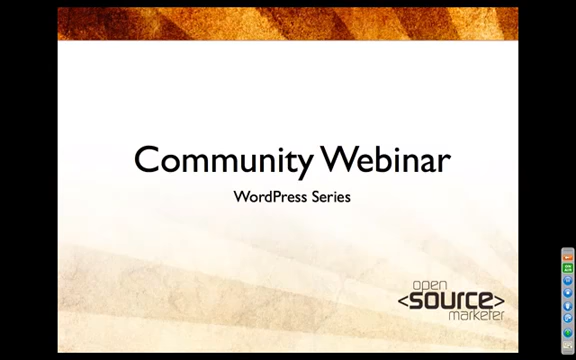 Community Webinar
WordPress Series
open
<source>
marketer